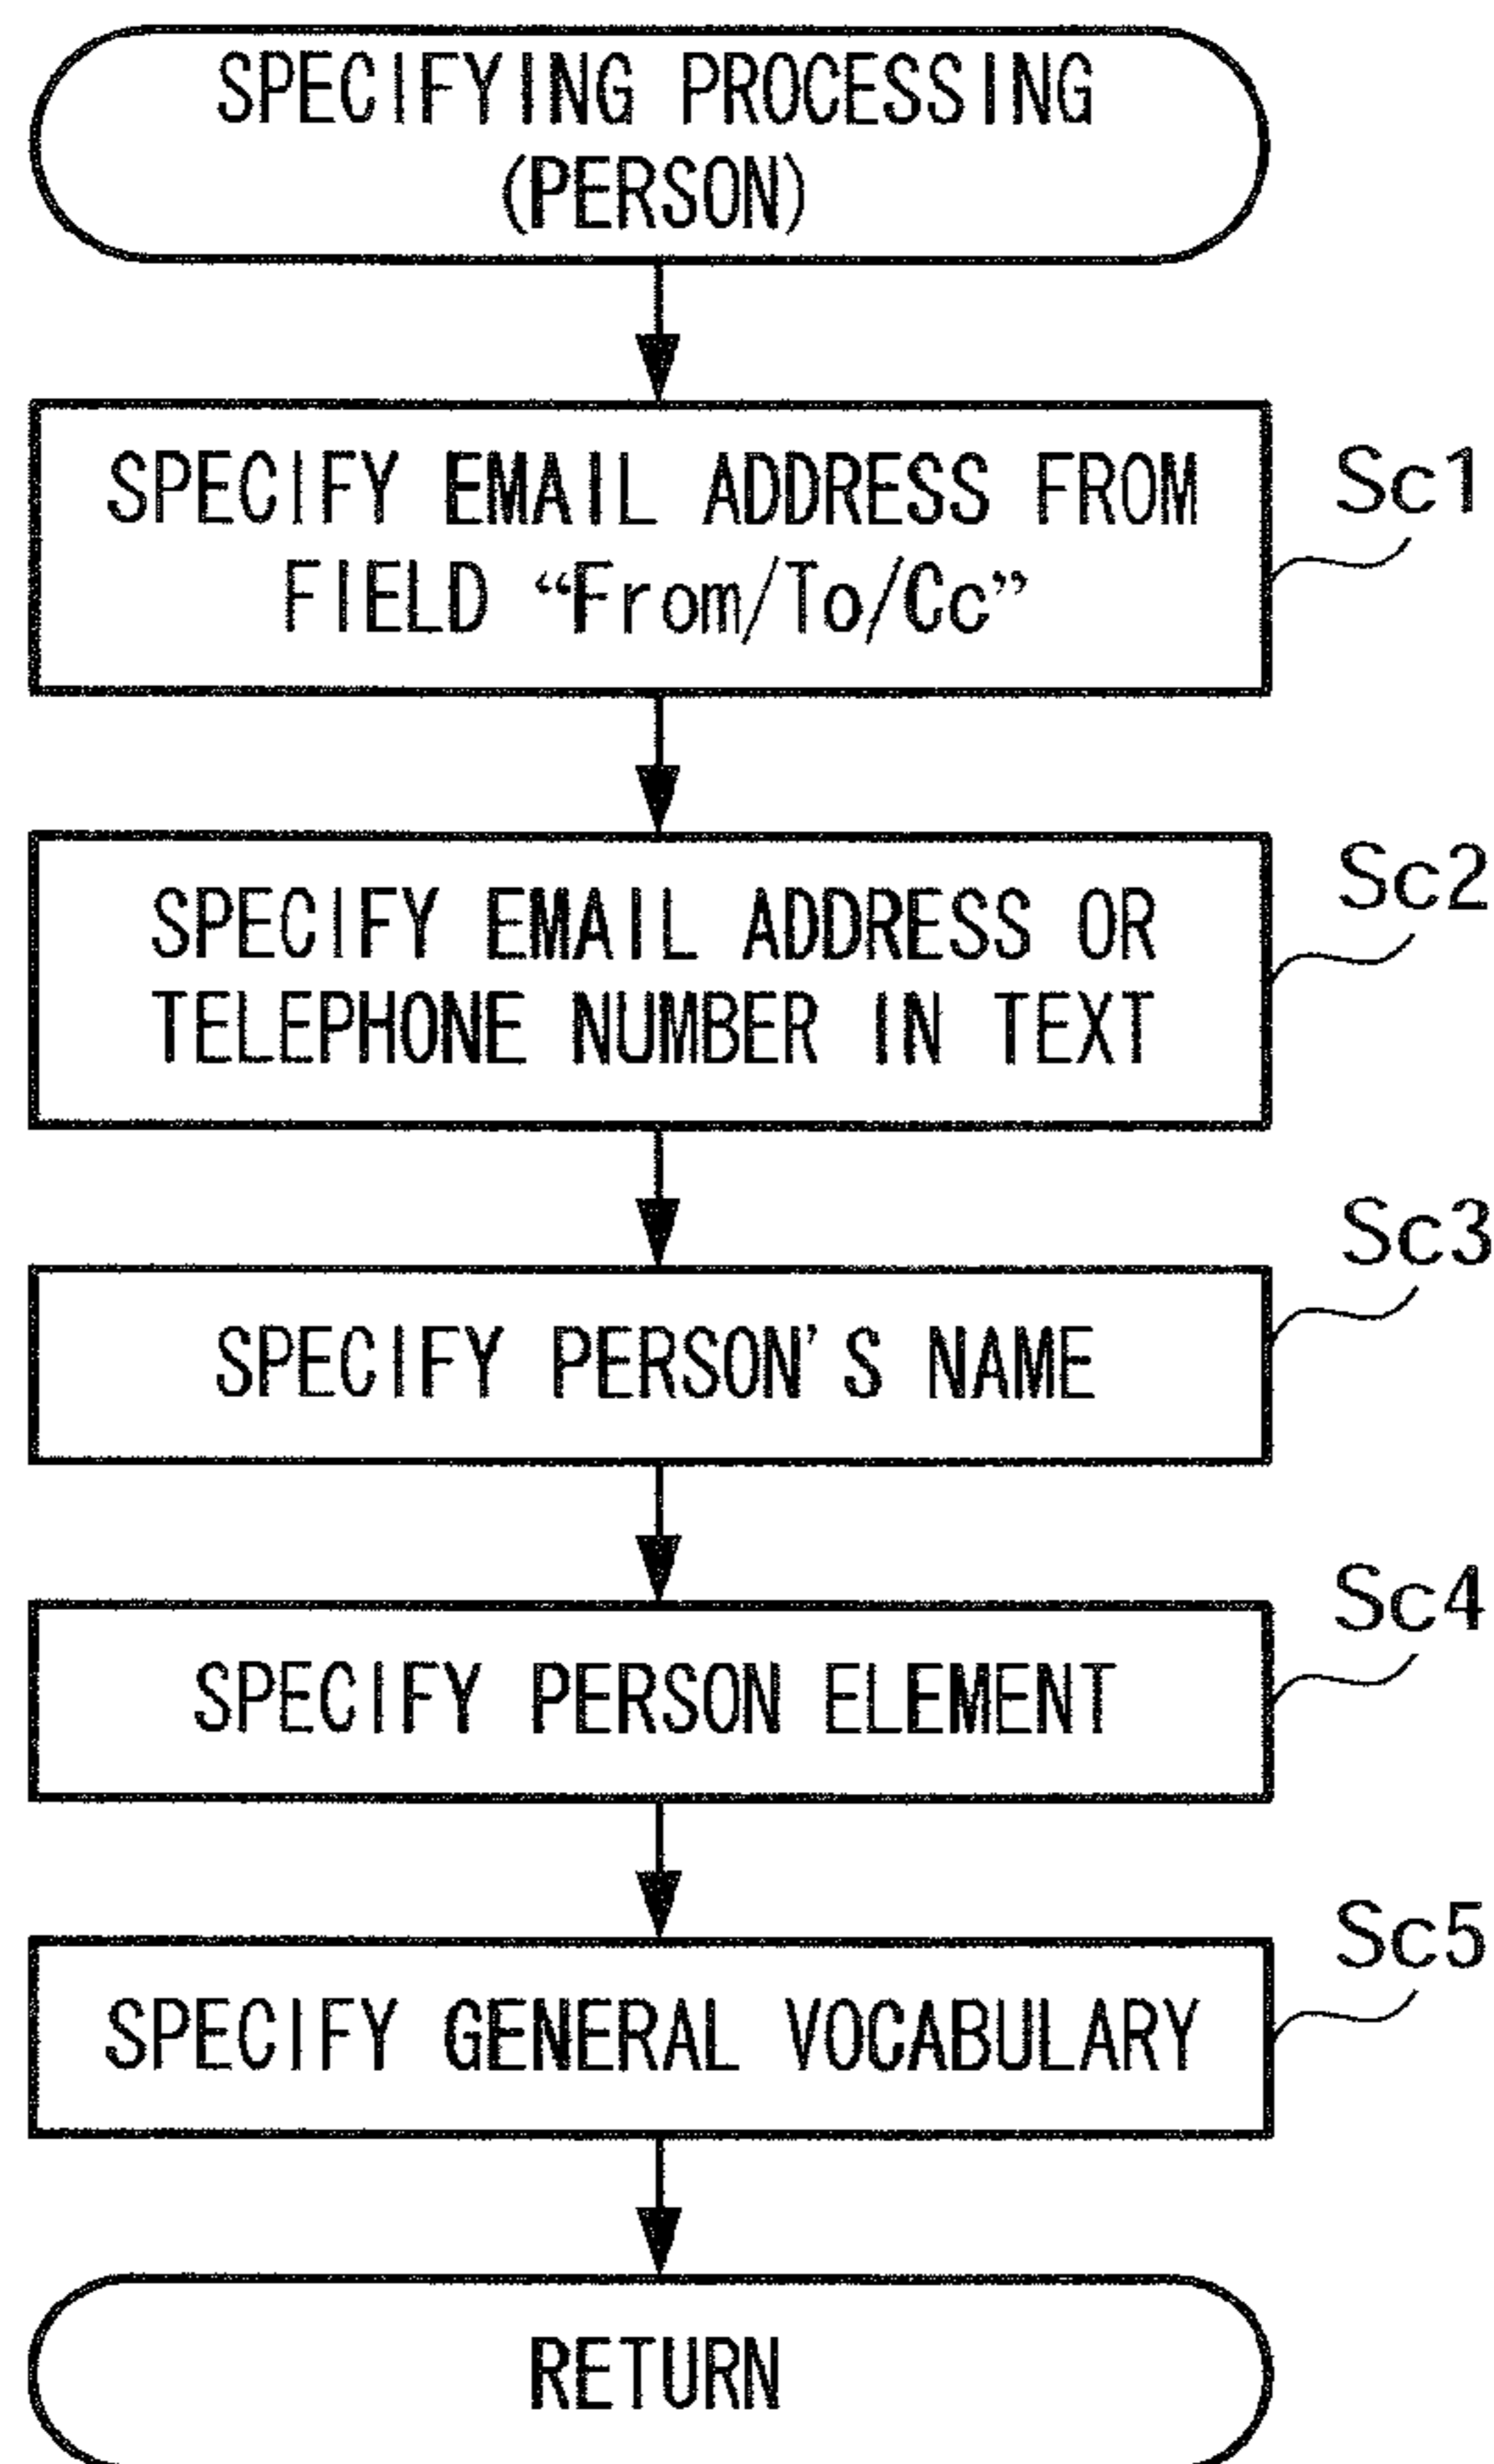 SPECIFYING PROCESSING
(PERSON)
SPECIFY EMAIL ADDRESS FROM
FIELD “From/To/Cc”
Sc1
SPECIFY EMAIL ADDRESS OR
TELEPHONE NUMBER IN TEXT
Sc2
SPECIFY PERSON'S NAME
Sc3
SPECIFY PERSON ELEMENT
Sc4
SPECIFY GENERAL VOCABULARY
Sc5
RETURN